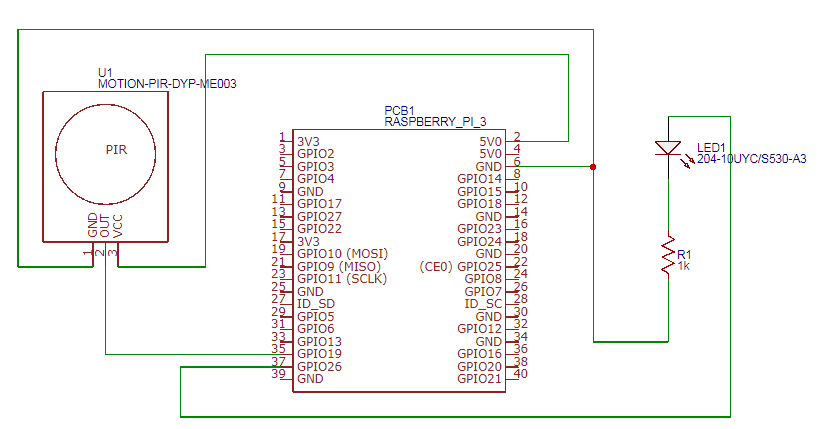 U1
MOTION-PIR-DYP-ME003
PIR
GND
OUT
VCC
1
2
3
PCB1
RASPBERRY_PI_3
1 3V3 5V0 2
3 GPIO2 5V0 4
5 GPIO3 GND 6
7 GPIO4 GPIO14 8
9 GND GPIO15 10
11 GPIO17 GPIO18 12
13 GPIO27 GND 14
15 GPIO22 GPIO23 16
17 3V3 GPIO24 18
19 GPIO10 (MOSI) GND 20
21 GPIO9 (MISO) (CE0) GPIO25 22
23 GPIO11 (SCLK) GPIO8 24
25 GND GPIO7 26
27 ID_SD ID_SC 28
29 GPIO5 GND 30
31 GPIO6 GPIO12 32
33 GPIO13 GND 34
35 GPIO19 GPIO16 36
37 GPIO26 GPIO20 38
39 GND GPIO21 40
LED1
204-10UYC/S530-A3
R1
1k